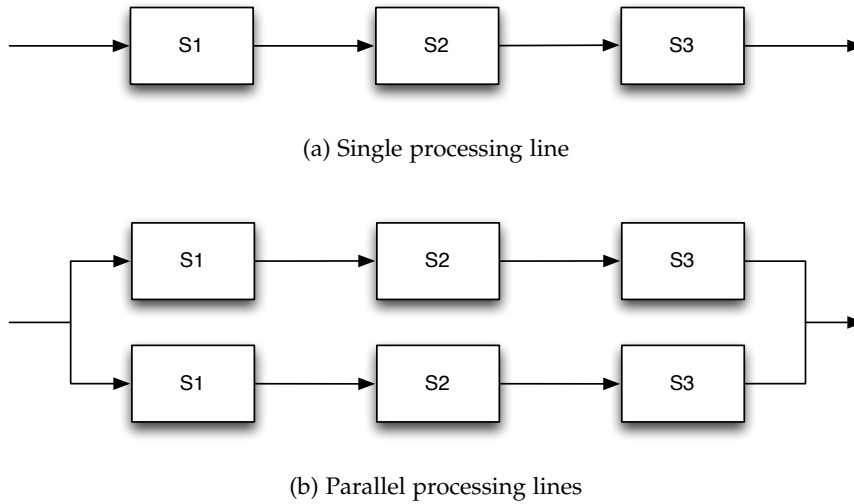 S1 S2 S3
(a) Single processing line
S1 S2 S3
S1 S2 S3
(b) Parallel processing lines